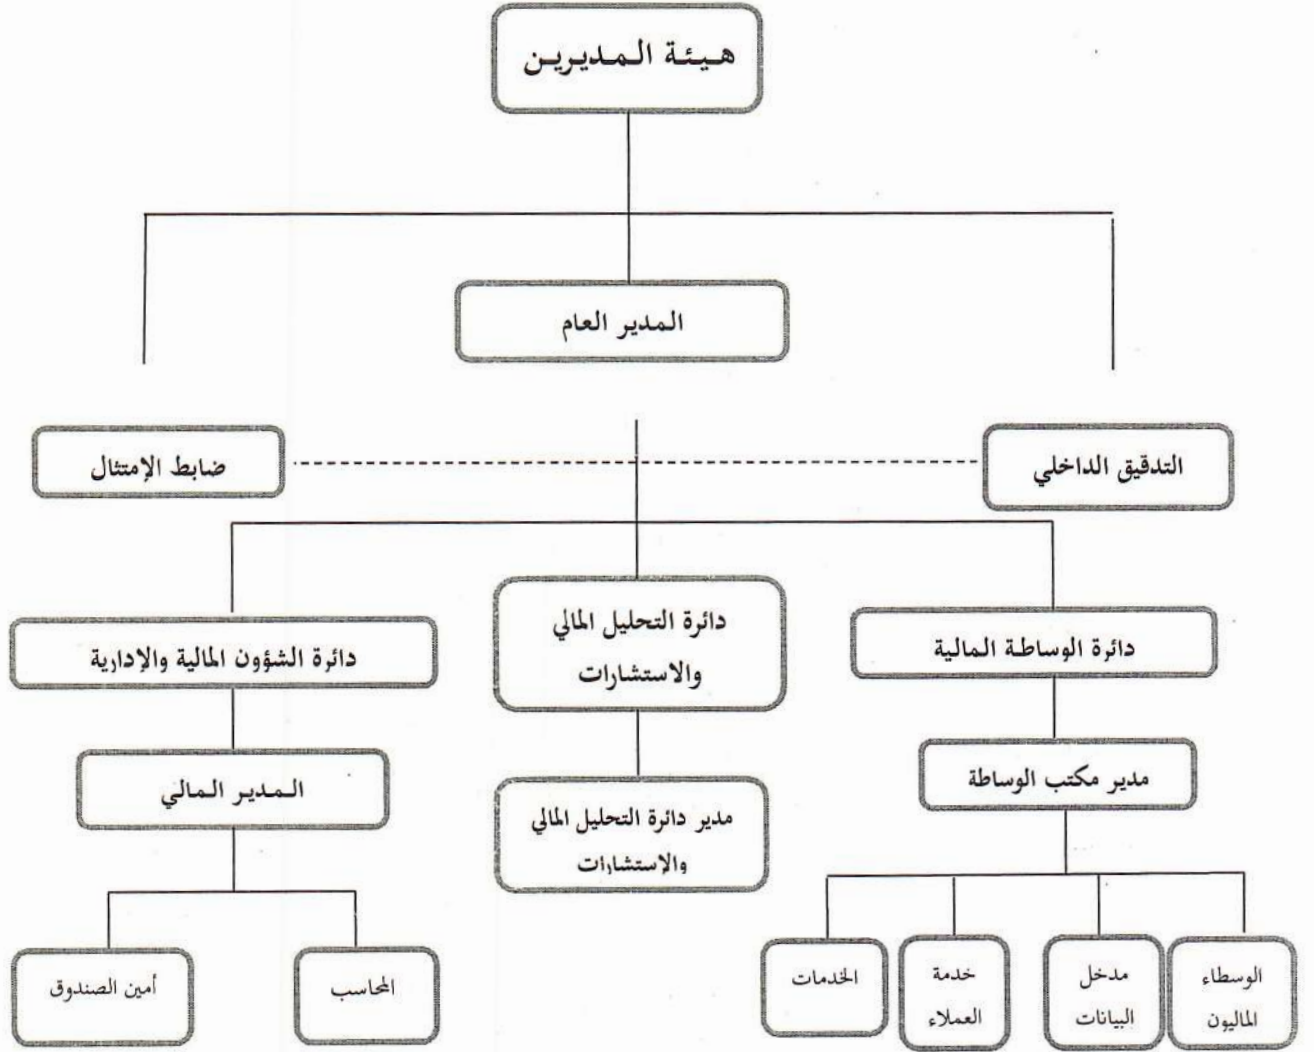 هيئة المديرين
المدير العام
التدقيق الداخلي
ضابط الإمتثال
دائرة الوساطة المالية
دائرة التحليل المالي
والاستشارات
دائرة الشؤون المالية والإدارية
مدير مكتب الوساطة
مدير دائرة التحليل المالي
والإستشارات
المدير المالي
الوسطاء
الماليون
مدخل
البيانات
خدمة
العملاء
الخدمات
المحاسب
أمين الصندوق